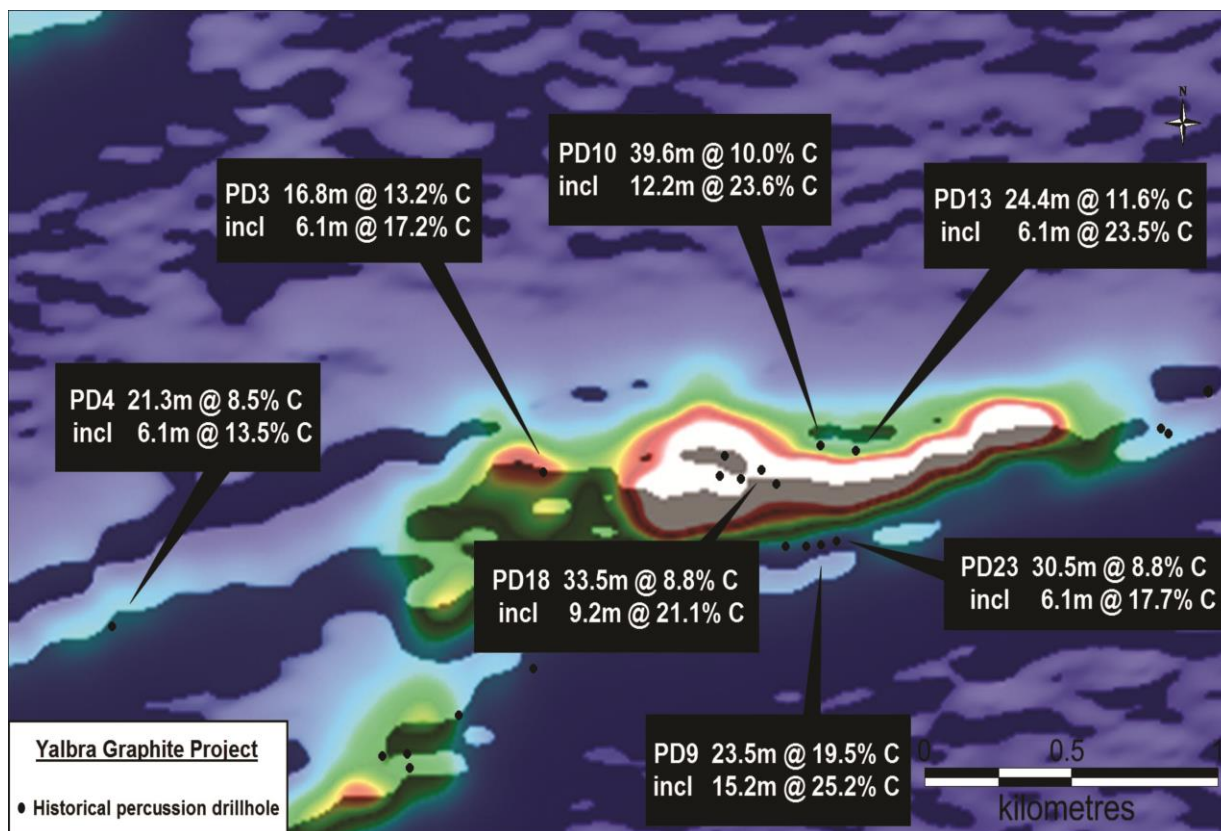 N
PD10 39.6m @ 10.0% C
incl 12.2m @ 23.6% C
PD3 16.8m @ 13.2% C
incl 6.1m @ 17.2% C
PD13 24.4m @ 11.6% C
incl 6.1m @ 23.5% C
PD4 21.3m @ 8.5% C
incl 6.1m @ 13.5% C
PD18 33.5m @ 8.8% C
incl 9.2m @ 21.1% C
PD23 30.5m @ 8.8% C
incl 6.1m @ 17.7% C
PD9 23.5m @ 19.5% C
incl 15.2m @ 25.2% C
Yalbra Graphite Project
Historical percussion drillhole
0 0.5 1
kilometres